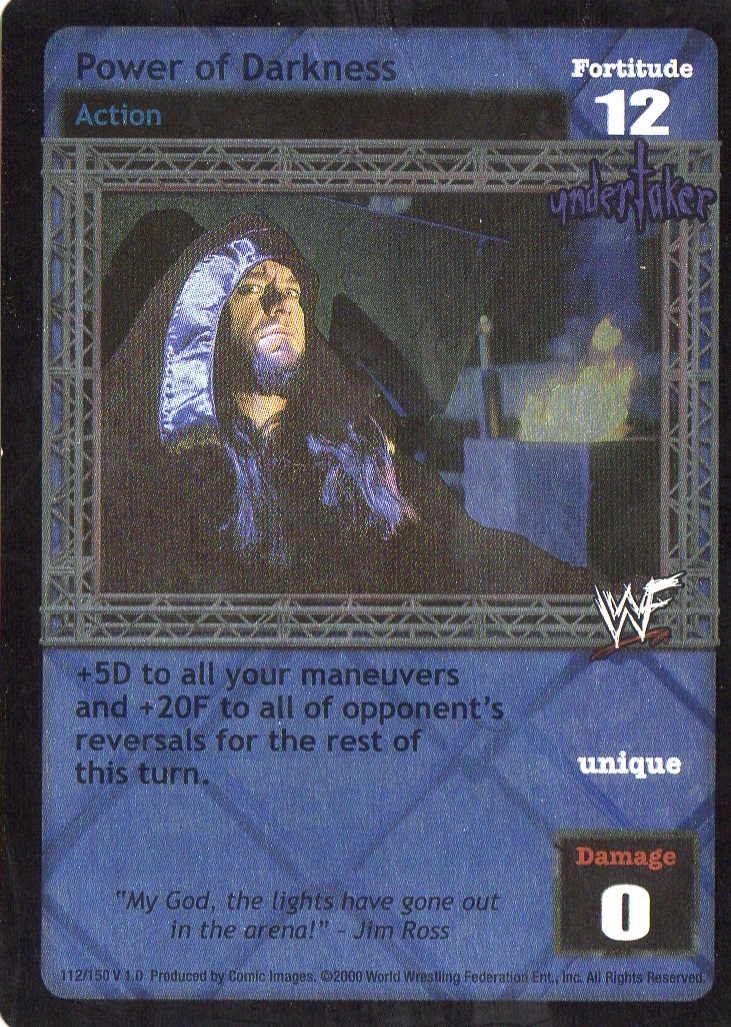 Power of Darkness
Fortitude
Action
12
undertaker
WF
+5D to all your maneuvers
and +20F to all of opponent's
reversals for the rest of
this turn.
unique
Damage
0
"My God, the lights have gone out
in the arena!" - Jim Ross
112/150 V 1.0 Produced by Comic Images. ©2000 World Wrestling Federation Ent., Inc. All Rights Reserved.